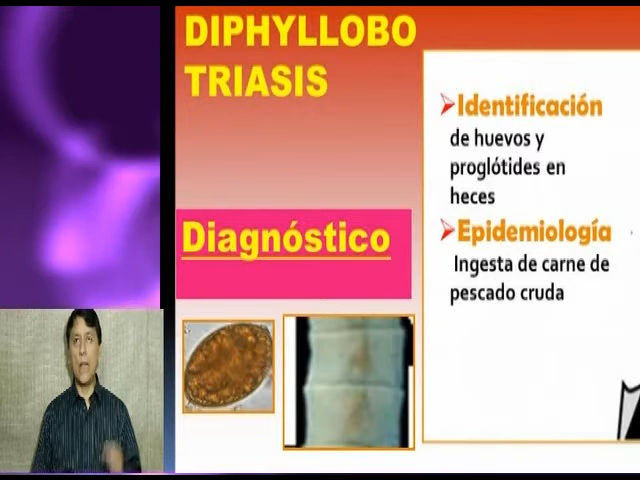 DIPHYLLOBO
TRIASIS
Diagnóstico
Identificación
de huevos y
proglótides en
heces
Epidemiología
Ingesta de carne de
pescado cruda